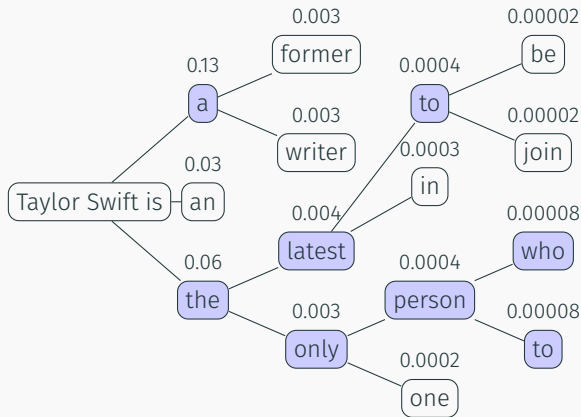 0.003
former
0.13
a
0.003
writer
0.00002
be
0.0004
to
0.00002
join
0.0003
in
0.03
Taylor Swift is
an
0.004
latest
0.06
the
0.00008
who
0.0004
person
0.003
only
0.00008
to
0.0002
one